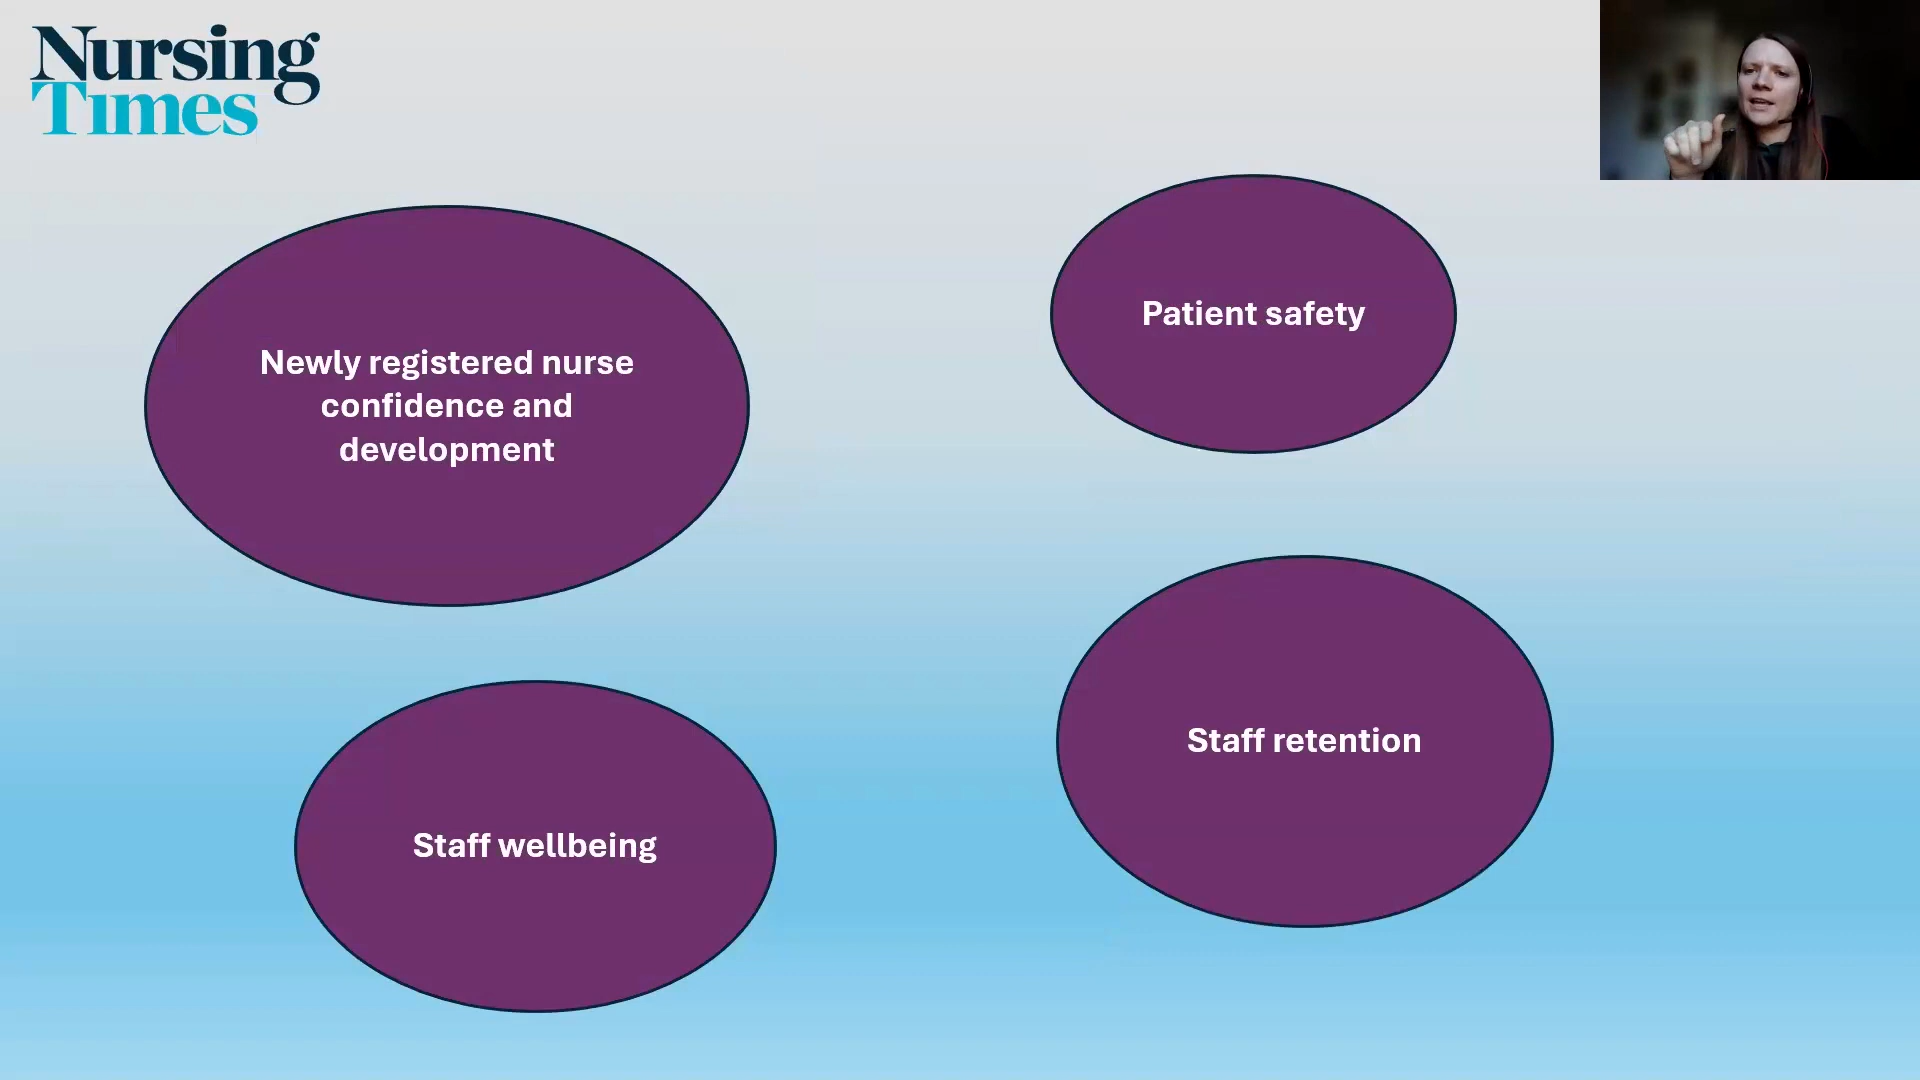 Nursing
Times
Newly registered nurse
confidence and
development
Patient safety
Staff wellbeing
Staff retention